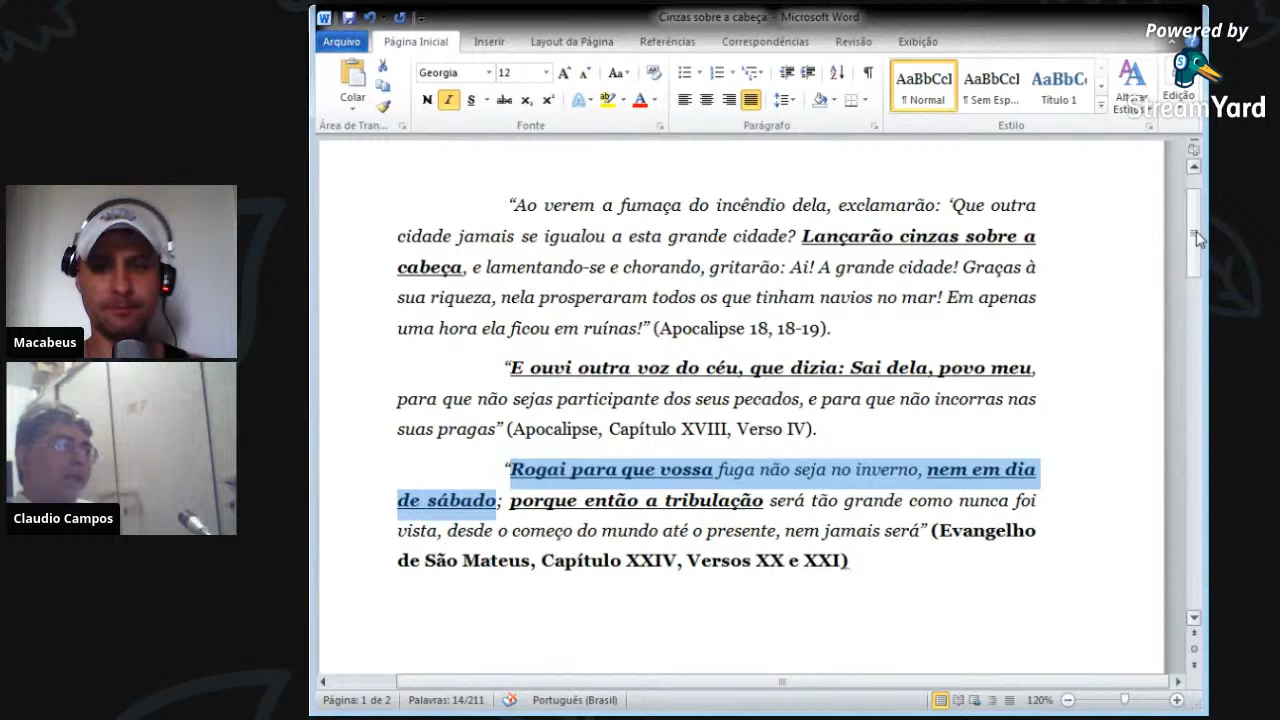 Cinzas sobre a cabeça - Microsoft Word
Powered by
StreamYard
Arquivo Página Inicial Inserir Layout da Página Referências Correspondências Revisão Exibição
Georgia 12
Colar
AaBbCcI AaBbCcI AaBbCc
¶ Normal ¶ Sem Esp... Título 1
Alterar Estilos
Edição
Área de Tran... Fonte Parágrafo Estilo
“Ao verem a fumaça do incêndio dela, exclamarão: ‘Que outra
cidade jamais se igualou a esta grande cidade? Lançarão cinzas sobre a
cabeça, e lamentando-se e chorando, gritarão: Ai! A grande cidade! Graças à
sua riqueza, nela prosperaram todos os que tinham navios no mar! Em apenas
uma hora ela ficou em ruínas!” (Apocalipse 18, 18-19).
“E ouvi outra voz do céu, que dizia: Sai dela, povo meu,
para que não sejas participante dos seus pecados, e para que não incorras nas
suas pragas” (Apocalipse, Capítulo XVIII, Verso IV).
“Rogai para que vossa fuga não seja no inverno, nem em dia
de sábado; porque então a tribulação será tão grande como nunca foi
vista, desde o começo do mundo até o presente, nem jamais será” (Evangelho
de São Mateus, Capítulo XXIV, Versos XX e XXI)
Macabeus
Claudio Campos
Página: 1 de 2 Palavras: 14/211 Português (Brasil) 120%